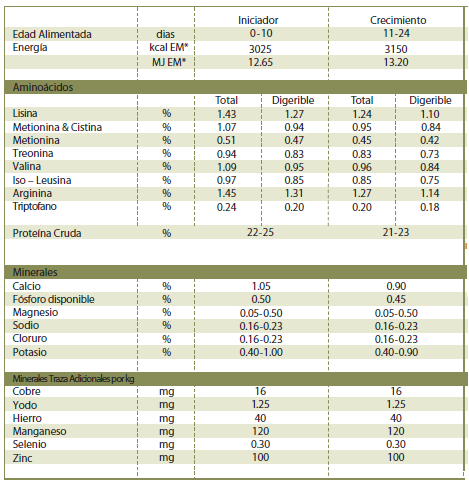 Iniciador Crecimiento
Edad Alimentada dias 0-10 11-24
Energía kcal EM* 3025 3150
MJ EM* 12.65 13.20
Aminoácidos
Total Digerible Total Digerible
Lisina % 1.43 1.27 1.24 1.10
Metionina & Cistina % 1.07 0.94 0.95 0.84
Metionina % 0.51 0.47 0.45 0.42
Treonina % 0.94 0.83 0.83 0.73
Valina % 1.09 0.95 0.96 0.84
Iso – Leusina % 0.97 0.85 0.85 0.75
Arginina % 1.45 1.31 1.27 1.14
Triptofano % 0.24 0.20 0.20 0.18
Proteína Cruda % 22-25 21-23
Minerales
Calcio % 1.05 0.90
Fósforo disponible % 0.50 0.45
Magnesio % 0.05-0.50 0.05-0.50
Sodio % 0.16-0.23 0.16-0.23
Cloruro % 0.16-0.23 0.16-0.23
Potasio % 0.40-1.00 0.40-0.90
Minerales Traza Adicionales por kg
Cobre mg 16 16
Yodo mg 1.25 1.25
Hierro mg 40 40
Manganeso mg 120 120
Selenio mg 0.30 0.30
Zinc mg 100 100